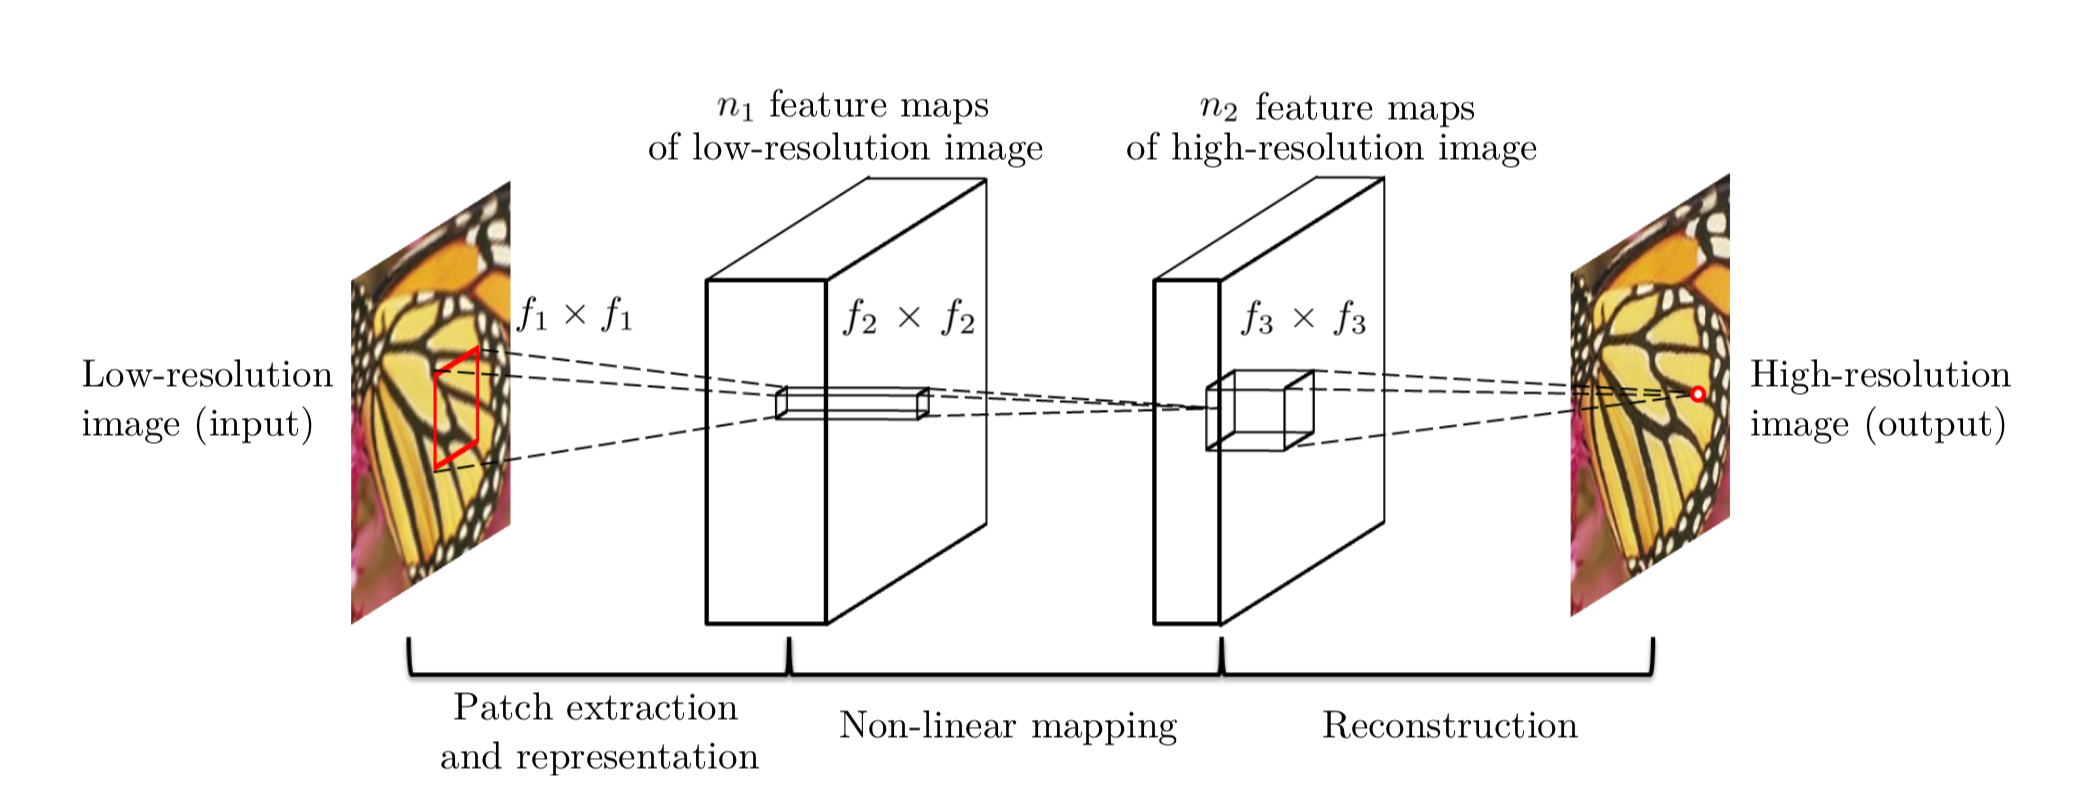 n₁ feature maps
of low-resolution image
n₂ feature maps
of high-resolution image
f₁ × f₁
f₂ × f₂
f₃ × f₃
Low-resolution
image (input)
High-resolution
image (output)
Patch extraction
and representation
Non-linear mapping
Reconstruction